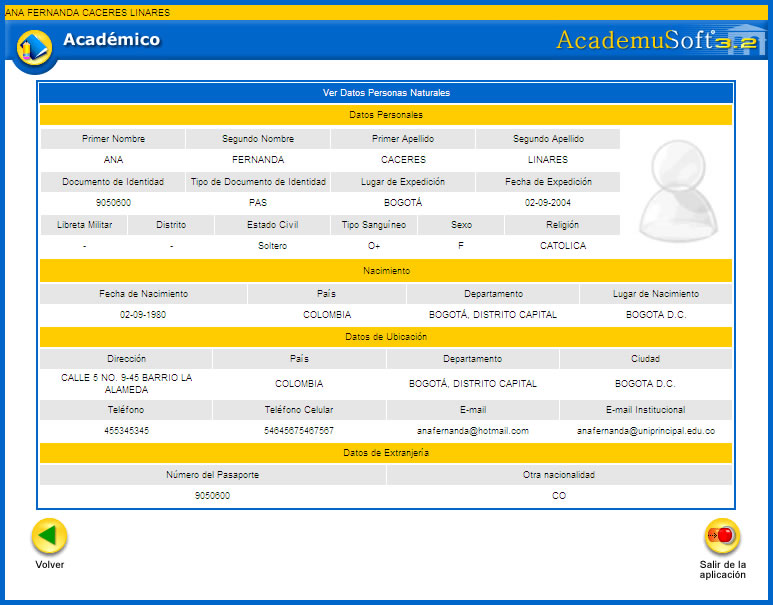 ANA FERNANDA CACERES LINARES
Académico
AcademuSoft 3.2
Ver Datos Personas Naturales
Datos Personales
Primer Nombre Segundo Nombre Primer Apellido Segundo Apellido
ANA FERNANDA CACERES LINARES
Documento de Identidad Tipo de Documento de Identidad Lugar de Expedición Fecha de Expedición
9050600 PAS BOGOTÁ 02-09-2004
Libreta Militar Distrito Estado Civil Tipo Sanguíneo Sexo Religión
- - Soltero O+ F CATOLICA
Nacimiento
Fecha de Nacimiento País Departamento Lugar de Nacimiento
02-09-1980 COLOMBIA BOGOTÁ, DISTRITO CAPITAL BOGOTA D.C.
Datos de Ubicación
Dirección País Departamento Ciudad
CALLE 5 NO. 9-45 BARRIO LA
ALAMEDA COLOMBIA BOGOTÁ, DISTRITO CAPITAL BOGOTA D.C.
Teléfono Teléfono Celular E-mail E-mail Institucional
455345345 54645675467567 anafernanda@hotmail.com anafernanda@uniprincipal.edu.co
Datos de Extranjería
Número del Pasaporte Otra nacionalidad
9050600 CO
Volver
Salir de la
aplicación